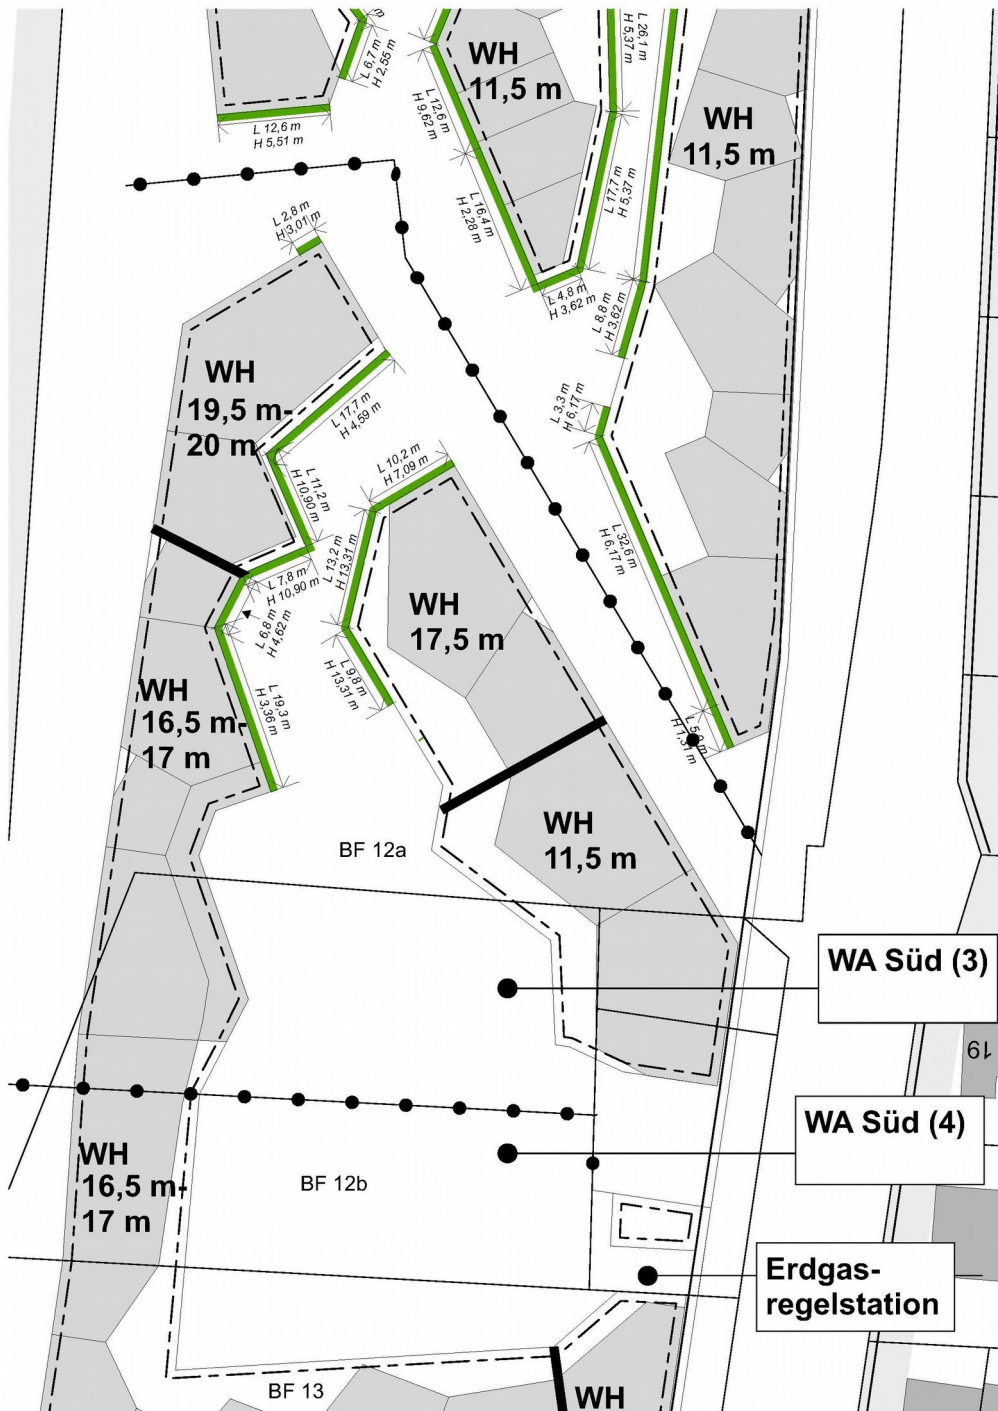 L 6,7 m
H 2,55 m
L 12,6 m
H 5,51 m
WH
11,5 m
L 26,1 m
H 5,37 m
WH
11,5 m
L 12,6 m
H 9,62 m
L 16,4 m
H 2,28 m
L 17,7 m
H 5,37 m
L 4,8 m
H 3,62 m
L 8,8 m
H 3,62 m
L 2,8 m
H 3,01 m
WH
19,5 m-
20 m
L 17,7 m
H 4,59 m
L 3,3 m
H 6,17 m
L 11,2 m
H 10,90 m
L 10,2 m
H 7,09 m
L 32,6 m
H 6,17 m
L 7,8 m
H 10,90 m
L 13,2 m
H 13,31 m
L 6,8 m
H 4,62 m
WH
17,5 m
L 9,8 m
H 13,31 m
WH
16,5 m-
17 m
L 19,3 m
H 3,36 m
H 1,31 m
BF 12a
WH
11,5 m
WA Süd (3)
19
WA Süd (4)
WH
16,5 m-
17 m
BF 12b
Erdgas-
regelstation
BF 13
WH